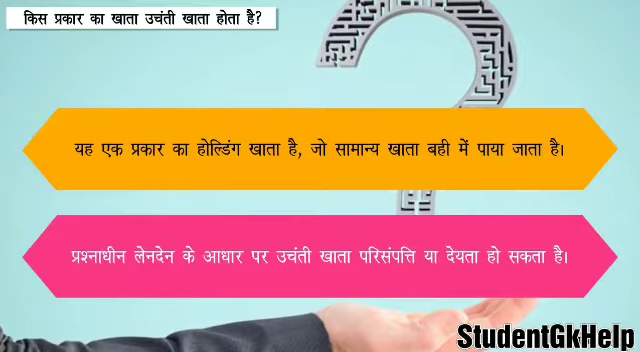 किस प्रकार का खाता उचंती खाता होता है?
यह एक प्रकार का होल्डिंग खाता है, जो सामान्य खाता बही में पाया जाता है।
प्रश्नाधीन लेनदेन के आधार पर उचंती खाता परिसंपत्ति या देयता हो सकता है।
StudentGkHelp